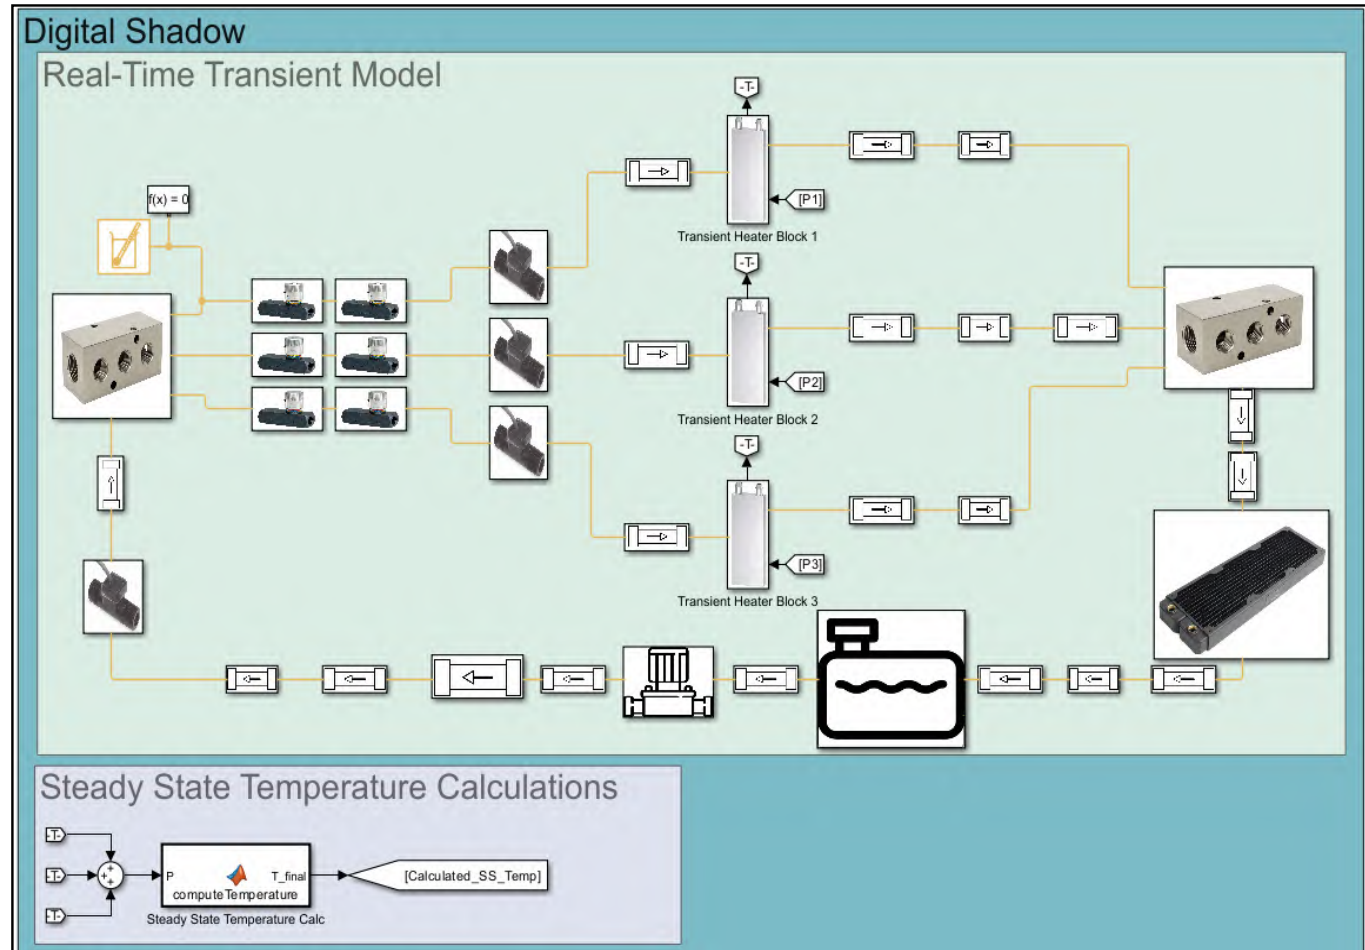 Digital Shadow
Real-Time Transient Model
-T-
f(x) = 0
[P1]
Transient Heater Block 1
-T-
[P2]
Transient Heater Block 2
-T-
[P3]
Transient Heater Block 3
Steady State Temperature Calculations
-T-
-T-
-T-
+
+
+
P
T_final
computeTemperature
[Calculated_SS_Temp]
Steady State Temperature Calc